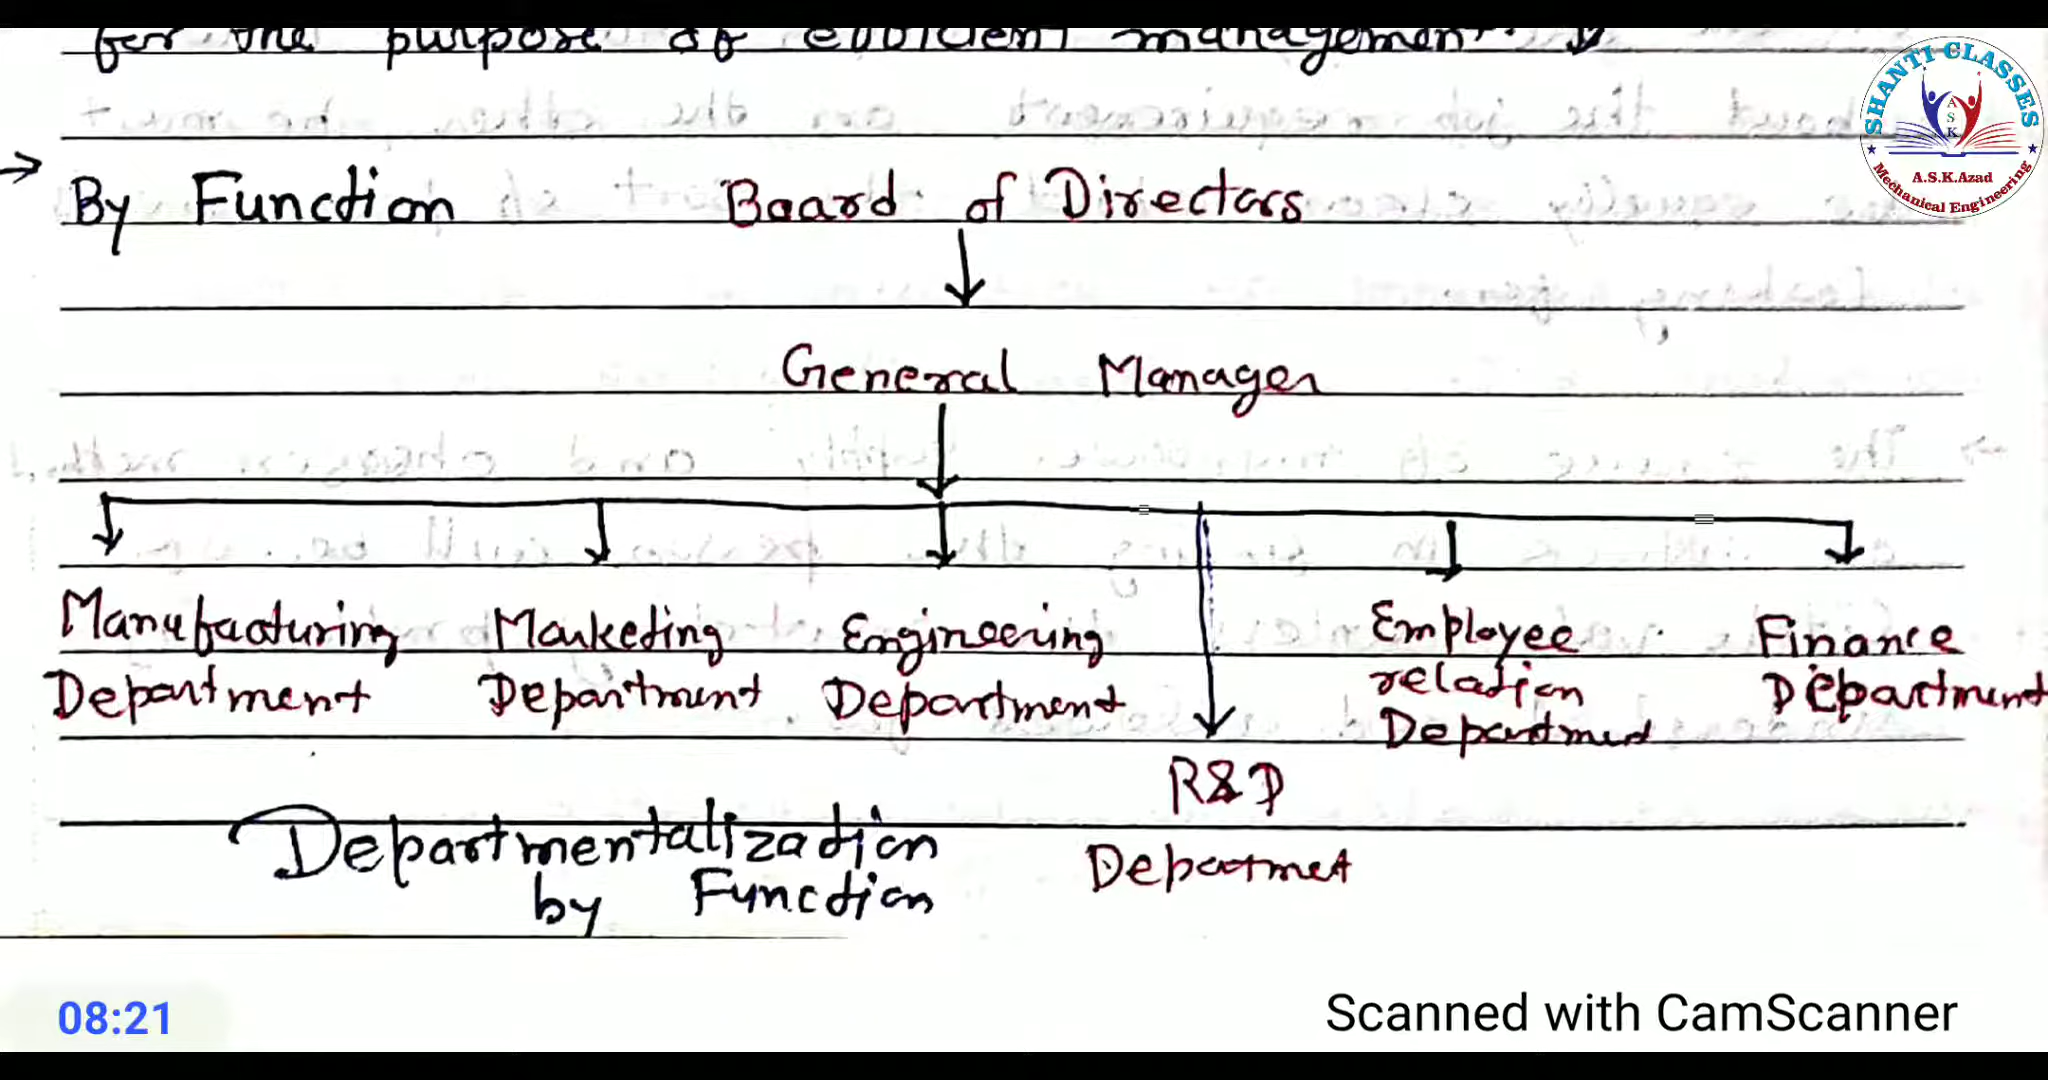 for the purpose of efficient management.
→ By Function
Board of Directors
General Manager
Manufacturing Department
Marketing Department
Engineering Department
R&D
Departmet
Employee relation Department
Finance Department
Departmentalization
by Function
SHANTI CLASSES
A
S
K
A.S.K.Azad
Mechanical Engineering
08:21
Scanned with CamScanner